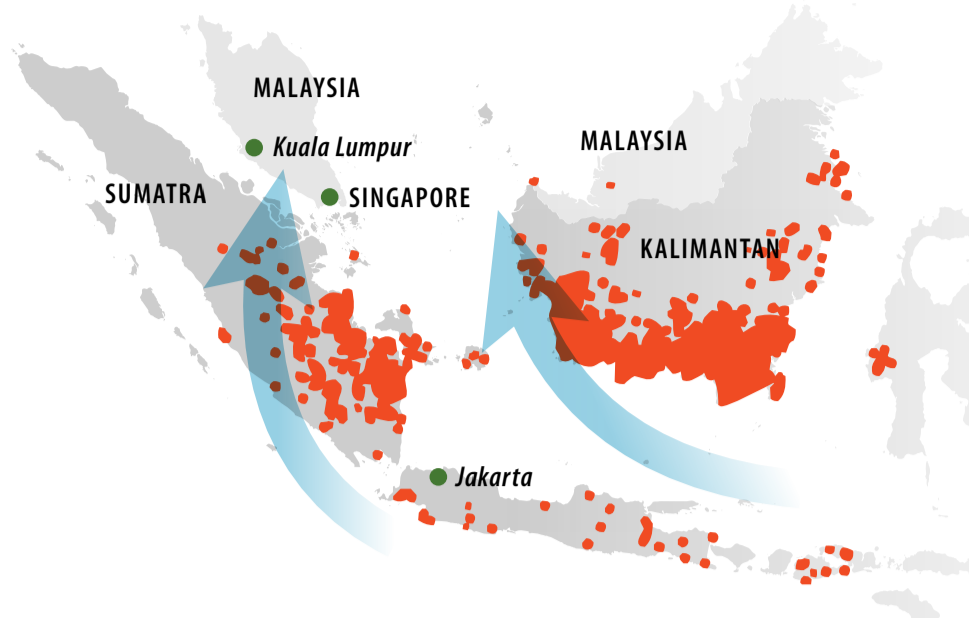 MALAYSIA
Kuala Lumpur
MALAYSIA
SUMATRA
SINGAPORE
KALIMANTAN
Jakarta